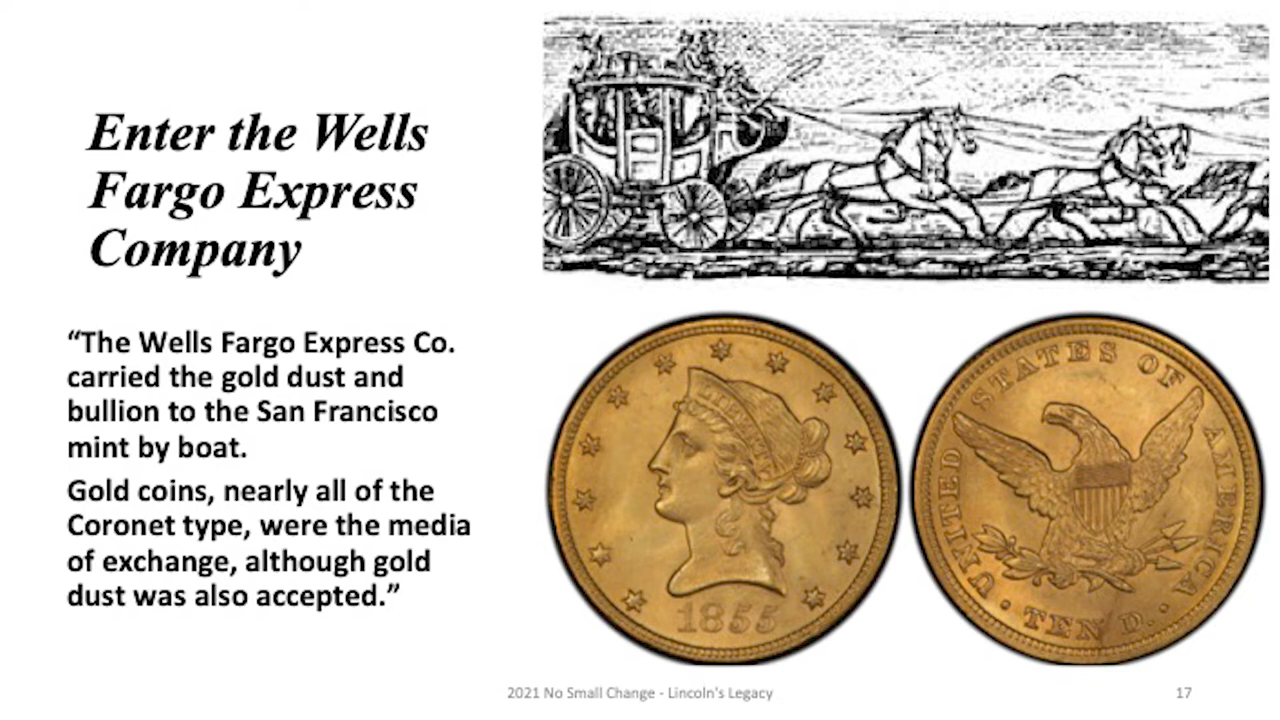 Enter the Wells
Fargo Express
Company
“The Wells Fargo Express Co.
carried the gold dust and
bullion to the San Francisco
mint by boat.
Gold coins, nearly all of the
Coronet type, were the media
of exchange, although gold
dust was also accepted.”
LIBERTY
1855
UNITED STATES OF AMERICA
TEN D.
2021 No Small Change - Lincoln's Legacy
17